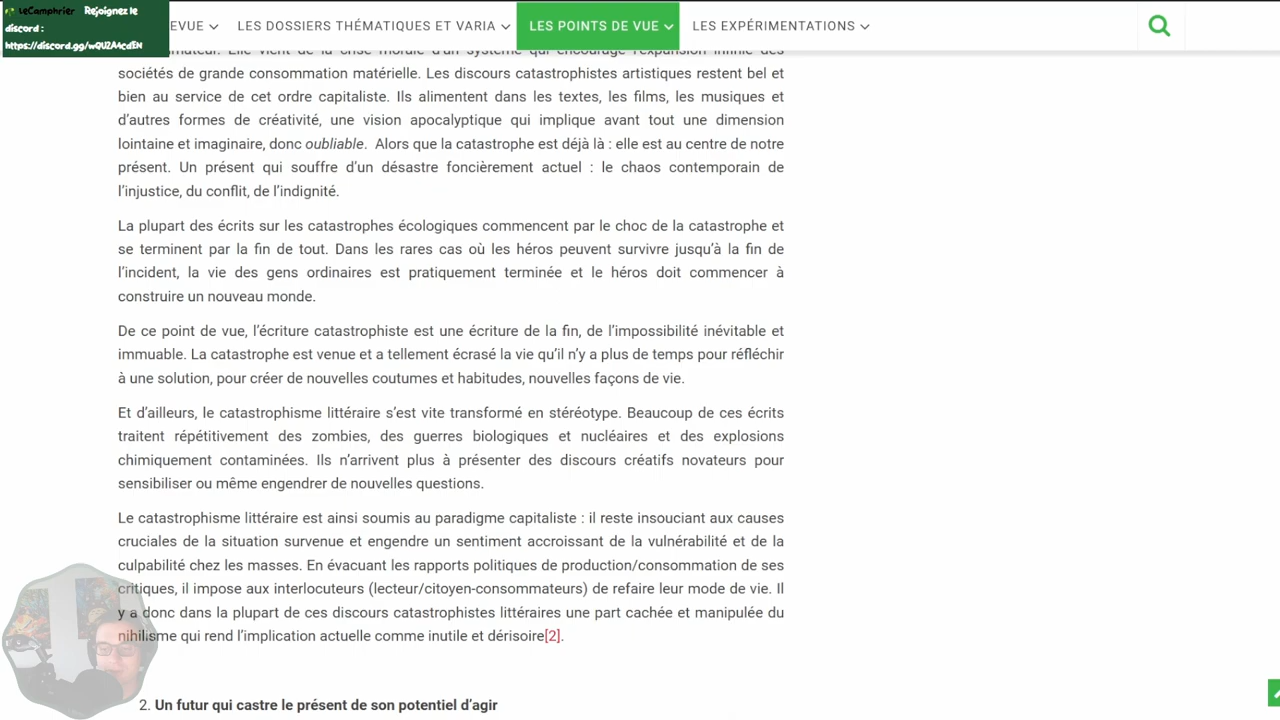 LeCamphrier Rejoignez le
discord :
https://discord.gg/wQU2A4cdEN
EVUE
LES DOSSIERS THÉMATIQUES ET VARIA
LES POINTS DE VUE
LES EXPÉRIMENTATIONS
Elle vient de la crise morale d'un système qui encourage l'expansion infinie des
sociétés de grande consommation matérielle. Les discours catastrophistes artistiques restent bel et
bien au service de cet ordre capitaliste. Ils alimentent dans les textes, les films, les musiques et
d'autres formes de créativité, une vision apocalyptique qui implique avant tout une dimension
lointaine et imaginaire, donc oubliable. Alors que la catastrophe est déjà là : elle est au centre de notre
présent. Un présent qui souffre d'un désastre foncièrement actuel : le chaos contemporain de
l'injustice, du conflit, de l'indignité.
La plupart des écrits sur les catastrophes écologiques commencent par le choc de la catastrophe et
se terminent par la fin de tout. Dans les rares cas où les héros peuvent survivre jusqu'à la fin de
l'incident, la vie des gens ordinaires est pratiquement terminée et le héros doit commencer à
construire un nouveau monde.
De ce point de vue, l'écriture catastrophiste est une écriture de la fin, de l'impossibilité inévitable et
immuable. La catastrophe est venue et a tellement écrasé la vie qu'il n'y a plus de temps pour réfléchir
à une solution, pour créer de nouvelles coutumes et habitudes, nouvelles façons de vie.
Et d'ailleurs, le catastrophisme littéraire s'est vite transformé en stéréotype. Beaucoup de ces écrits
traitent répétitivement des zombies, des guerres biologiques et nucléaires et des explosions
chimiquement contaminées. Ils n'arrivent plus à présenter des discours créatifs novateurs pour
sensibiliser ou même engendrer de nouvelles questions.
Le catastrophisme littéraire est ainsi soumis au paradigme capitaliste : il reste insouciant aux causes
cruciales de la situation survenue et engendre un sentiment accroissant de la vulnérabilité et de la
culpabilité chez les masses. En évacuant les rapports politiques de production/consommation de ses
critiques, il impose aux interlocuteurs (lecteur/citoyen-consommateurs) de refaire leur mode de vie. Il
y a donc dans la plupart de ces discours catastrophistes littéraires une part cachée et manipulée du
nihilisme qui rend l'implication actuelle comme inutile et dérisoire[2].
2. Un futur qui castre le présent de son potentiel d'agir